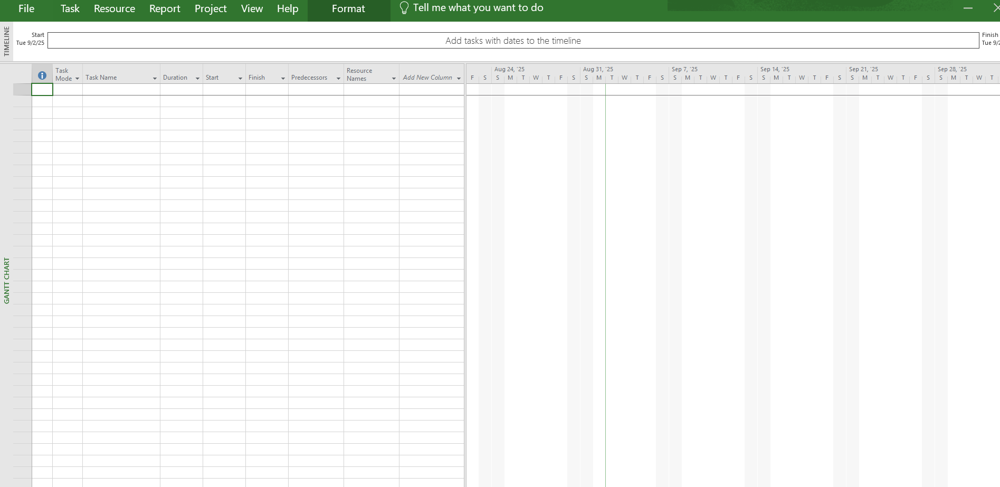 File Task Resource Report Project View Help Format Tell me what you want to do
TIMELINE
Start
Tue 9/2/25
Add tasks with dates to the timeline
Finish
Tue 9/2
Task Mode
Task Name
Duration
Start
Finish
Predecessors
Resource Names
Add New Column
Aug 24, '25 Aug 31, '25 Sep 7, '25 Sep 14, '25 Sep 21, '25 Sep 28, '25
F S S M T W T F S S M T W T F S S M T W T F S S M T W T F S S M T W T F S S M T W T
GANTT CHART